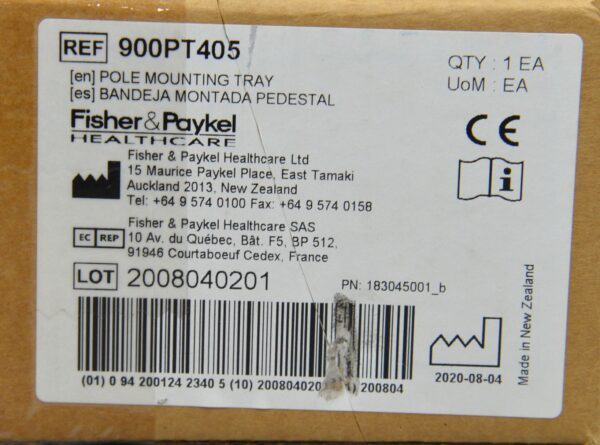 REF 900PT405
QTY : 1 EA
UoM : EA
[en] POLE MOUNTING TRAY
[es] BANDEJA MONTADA PEDESTAL
Fisher&Paykel
HEALTHCARE
CE
Fisher & Paykel Healthcare Ltd
15 Maurice Paykel Place, East Tamaki
Auckland 2013, New Zealand
Tel: +64 9 574 0100 Fax: +64 9 574 0158
i
EC REP
Fisher & Paykel Healthcare SAS
10 Av. du Québec, Bât. F5, BP 512,
91946 Courtaboeuf Cedex, France
LOT 2008040201
PN: 183045001_b
(01) 0 94 200124 2340 5 (10) 200804020 200804
2020-08-04
Made in New Zealand